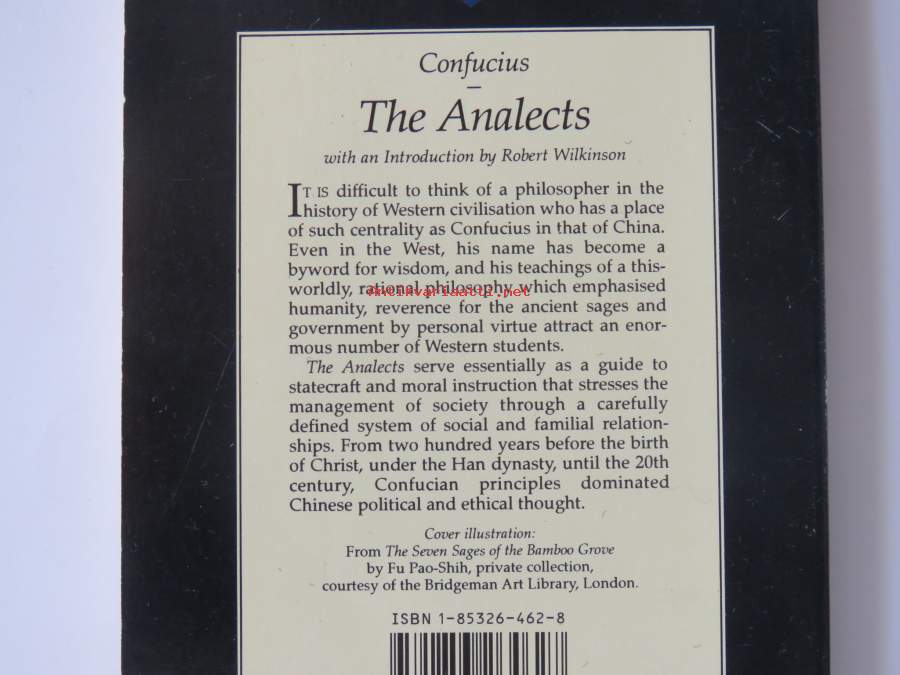 Confucius
–
The Analects
with an Introduction by Robert Wilkinson
IT IS difficult to think of a philosopher in the
history of Western civilisation who has a place
of such centrality as Confucius in that of China.
Even in the West, his name has become a
byword for wisdom, and his teachings of a this-
worldly, rational philosophy which emphasised
Antikvariaatti.net
humanity, reverence for the ancient sages and
government by personal virtue attract an enor-
mous number of Western students.
The Analects serve essentially as a guide to
statecraft and moral instruction that stresses the
management of society through a carefully
defined system of social and familial relation-
ships. From two hundred years before the birth
of Christ, under the Han dynasty, until the 20th
century, Confucian principles dominated
Chinese political and ethical thought.
Cover illustration:
From The Seven Sages of the Bamboo Grove
by Fu Pao-Shih, private collection,
courtesy of the Bridgeman Art Library, London.
ISBN 1-85326-462-8